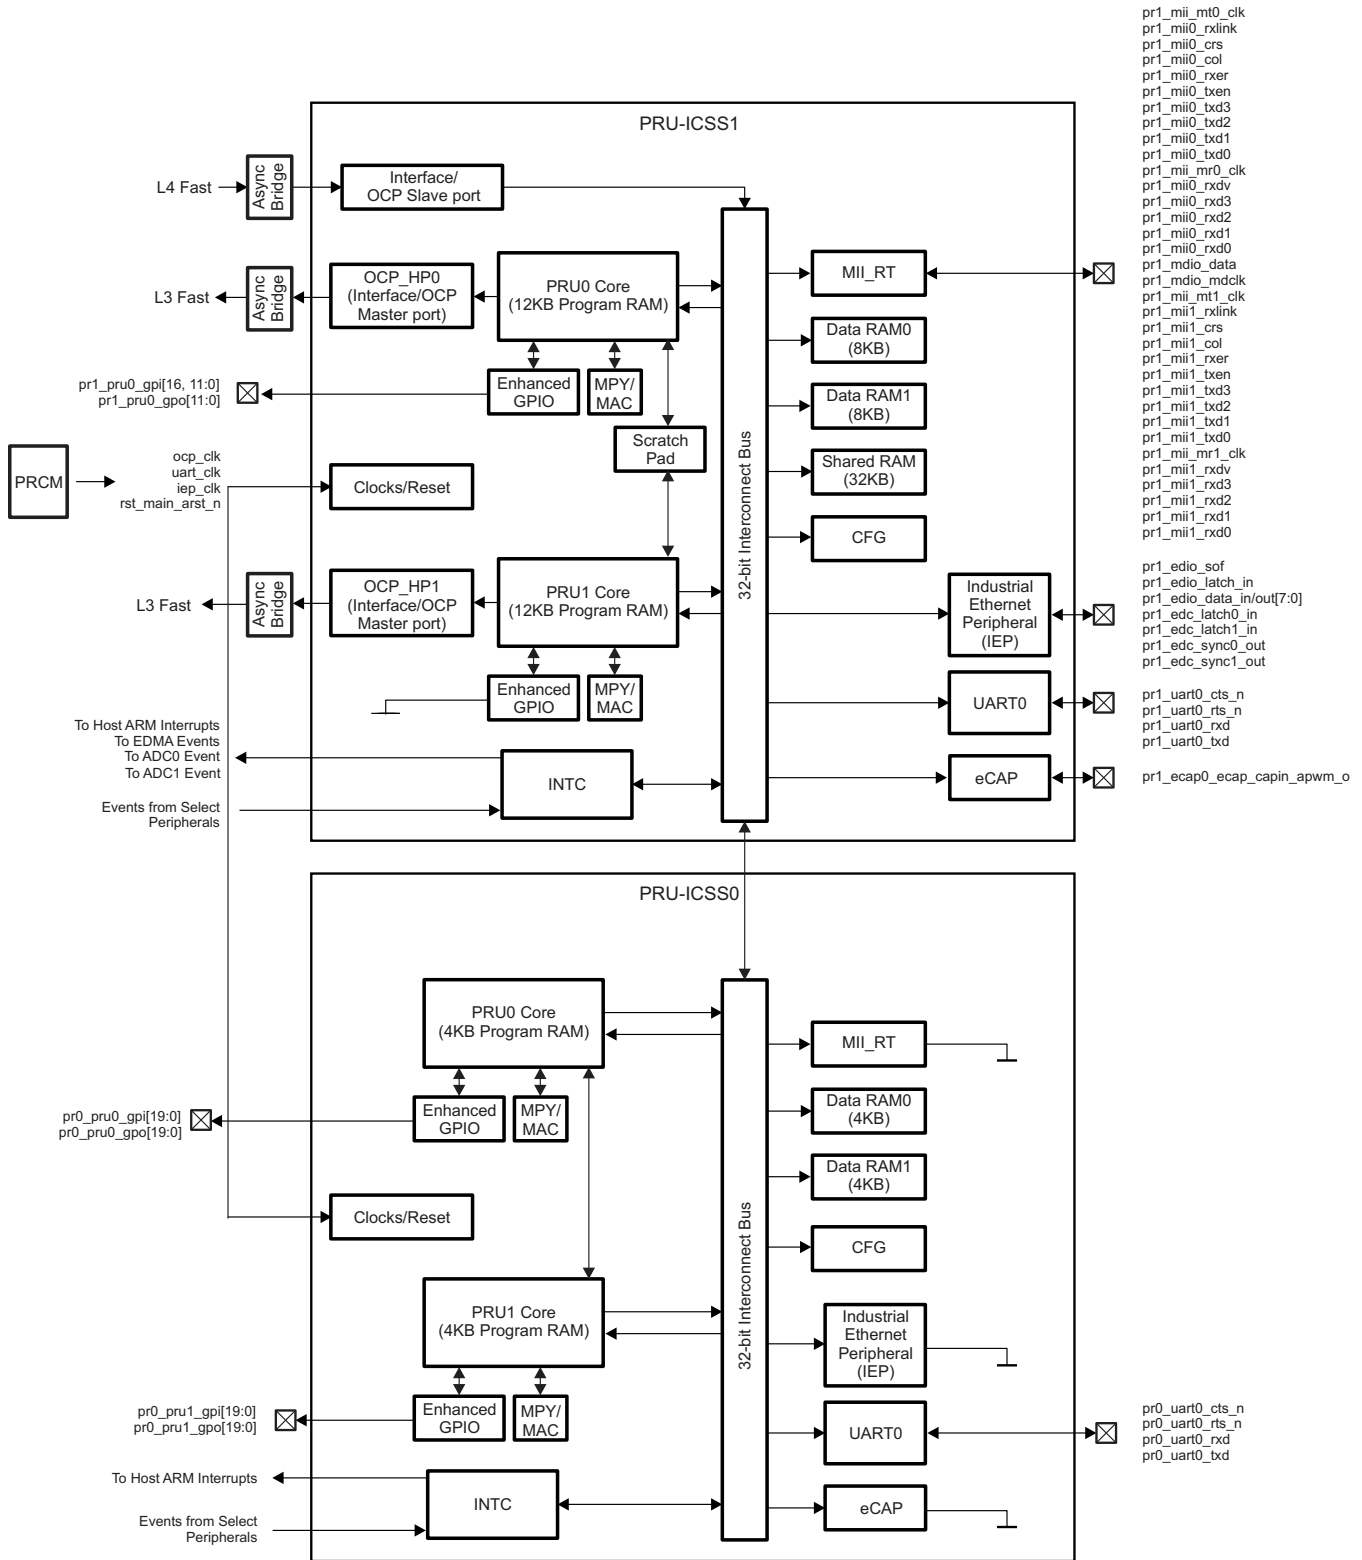 pr1_mii_mt0_clk
pr1_mii0_rxlink
pr1_mii0_crs
pr1_mii0_col
pr1_mii0_rxer
pr1_mii0_txen
pr1_mii0_txd3
pr1_mii0_txd2
pr1_mii0_txd1
pr1_mii0_txd0
pr1_mii_mr0_clk
pr1_mii0_rxdv
pr1_mii0_rxd3
pr1_mii0_rxd2
pr1_mii0_rxd1
pr1_mii0_rxd0
pr1_mdio_data
pr1_mdio_mdclk
pr1_mii_mt1_clk
pr1_mii1_rxlink
pr1_mii1_crs
pr1_mii1_col
pr1_mii1_rxer
pr1_mii1_txen
pr1_mii1_txd3
pr1_mii1_txd2
pr1_mii1_txd1
pr1_mii1_txd0
pr1_mii_mr1_clk
pr1_mii1_rxdv
pr1_mii1_rxd3
pr1_mii1_rxd2
pr1_mii1_rxd1
pr1_mii1_rxd0
PRU-ICSS1
L4 Fast
Async
Bridge
Interface/
OCP Slave port
L3 Fast
Async
Bridge
OCP_HP0
(Interface/OCP
Master port)
PRU0 Core
(12KB Program RAM)
Enhanced
GPIO
MPY/
MAC
pr1_pru0_gpi[16, 11:0]
pr1_pru0_gpo[11:0]
Scratch
Pad
PRCM
ocp_clk
uart_clk
iep_clk
rst_main_arst_n
Clocks/Reset
L3 Fast
Async
Bridge
OCP_HP1
(Interface/OCP
Master port)
PRU1 Core
(12KB Program RAM)
Enhanced
GPIO
MPY/
MAC
To Host ARM Interrupts
To EDMA Events
To ADC0 Event
To ADC1 Event
Events from Select
Peripherals
INTC
32-bit Interconnect Bus
MII_RT
Data RAM0
(8KB)
Data RAM1
(8KB)
Shared RAM
(32KB)
CFG
Industrial
Ethernet
Peripheral
(IEP)
pr1_edio_sof
pr1_edio_latch_in
pr1_edio_data_in/out[7:0]
pr1_edc_latch0_in
pr1_edc_latch1_in
pr1_edc_sync0_out
pr1_edc_sync1_out
UART0
pr1_uart0_cts_n
pr1_uart0_rts_n
pr1_uart0_rxd
pr1_uart0_txd
eCAP
pr1_ecap0_ecap_capin_apwm_o
PRU-ICSS0
PRU0 Core
(4KB Program RAM)
Enhanced
GPIO
MPY/
MAC
pr0_pru0_gpi[19:0]
pr0_pru0_gpo[19:0]
Clocks/Reset
PRU1 Core
(4KB Program RAM)
Enhanced
GPIO
MPY/
MAC
pr0_pru1_gpi[19:0]
pr0_pru1_gpo[19:0]
To Host ARM Interrupts
Events from Select
Peripherals
INTC
32-bit Interconnect Bus
MII_RT
Data RAM0
(4KB)
Data RAM1
(4KB)
CFG
Industrial
Ethernet
Peripheral
(IEP)
UART0
pr0_uart0_cts_n
pr0_uart0_rts_n
pr0_uart0_rxd
pr0_uart0_txd
eCAP